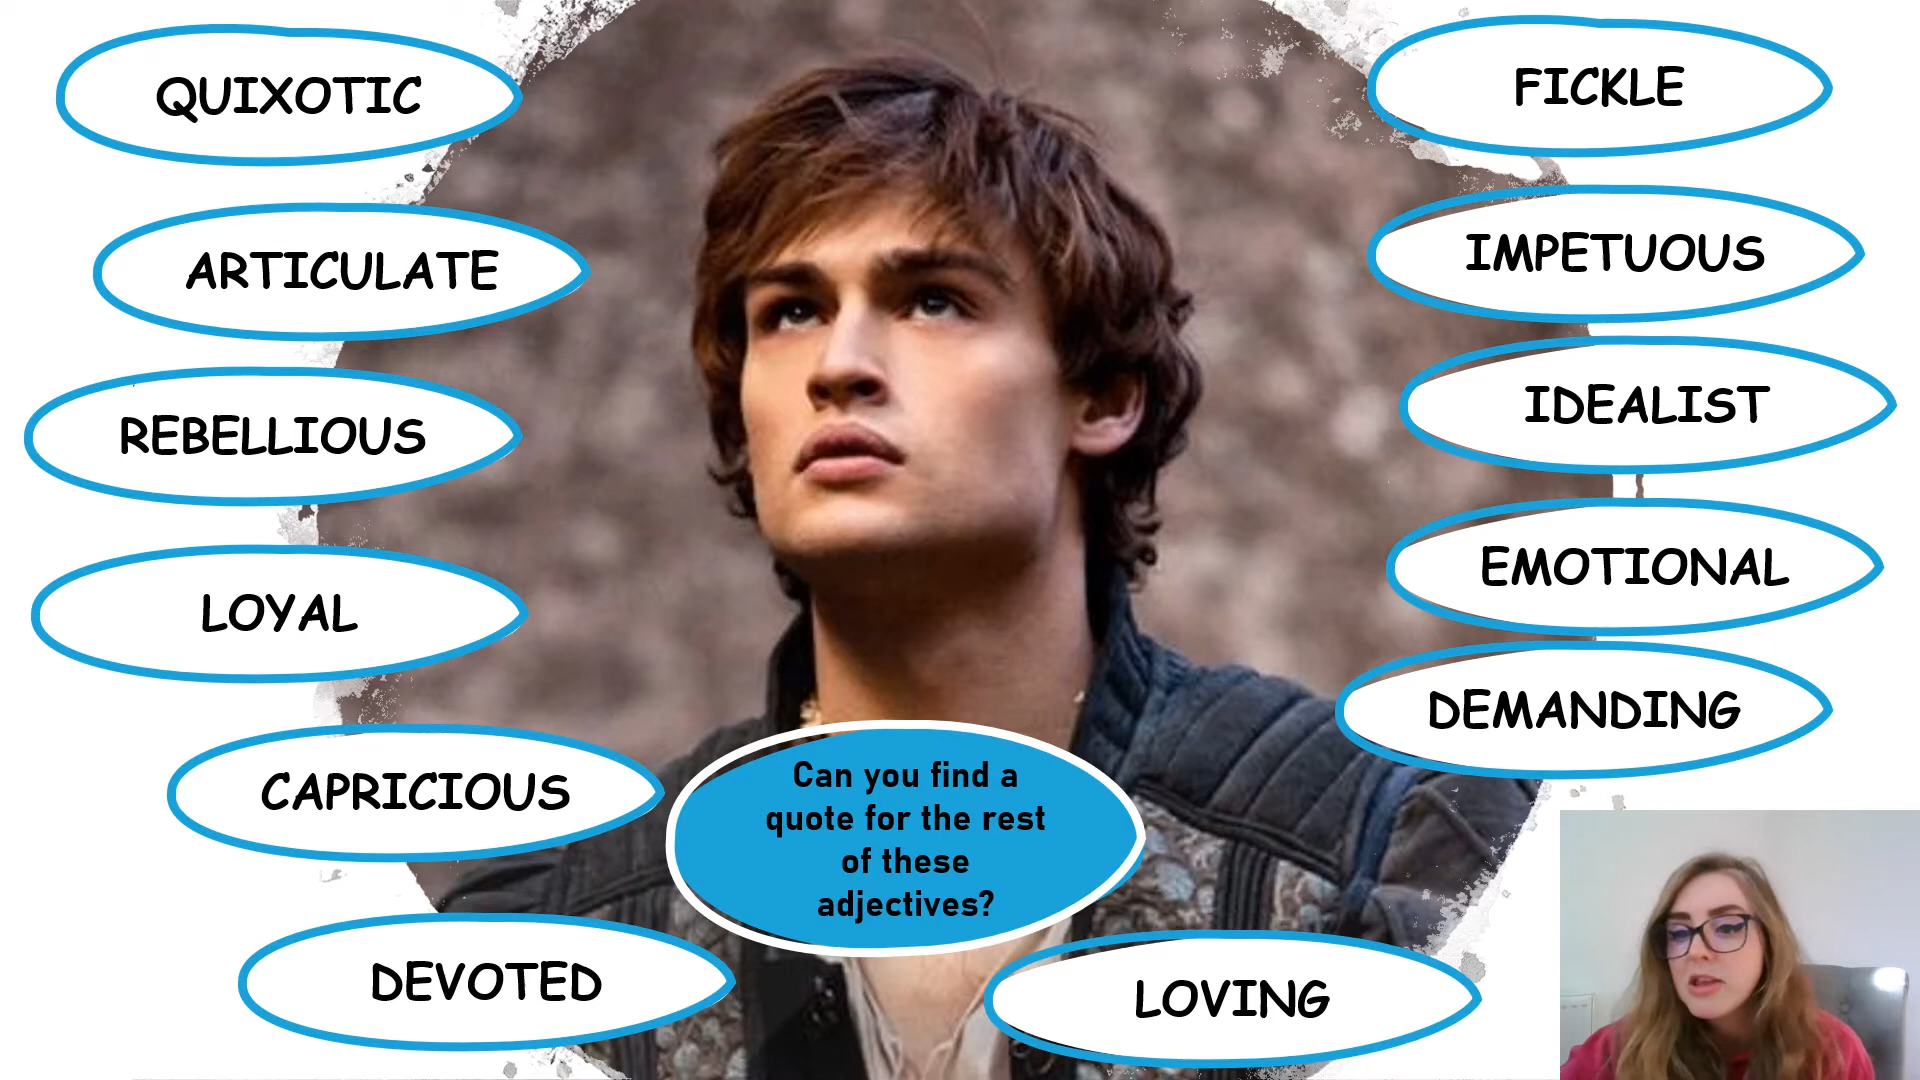 QUIXOTIC
ARTICULATE
REBELLIOUS
LOYAL
CAPRICIOUS
DEVOTED
FICKLE
IMPETUOUS
IDEALIST
EMOTIONAL
DEMANDING
LOVING
Can you find a
quote for the rest
of these
adjectives?